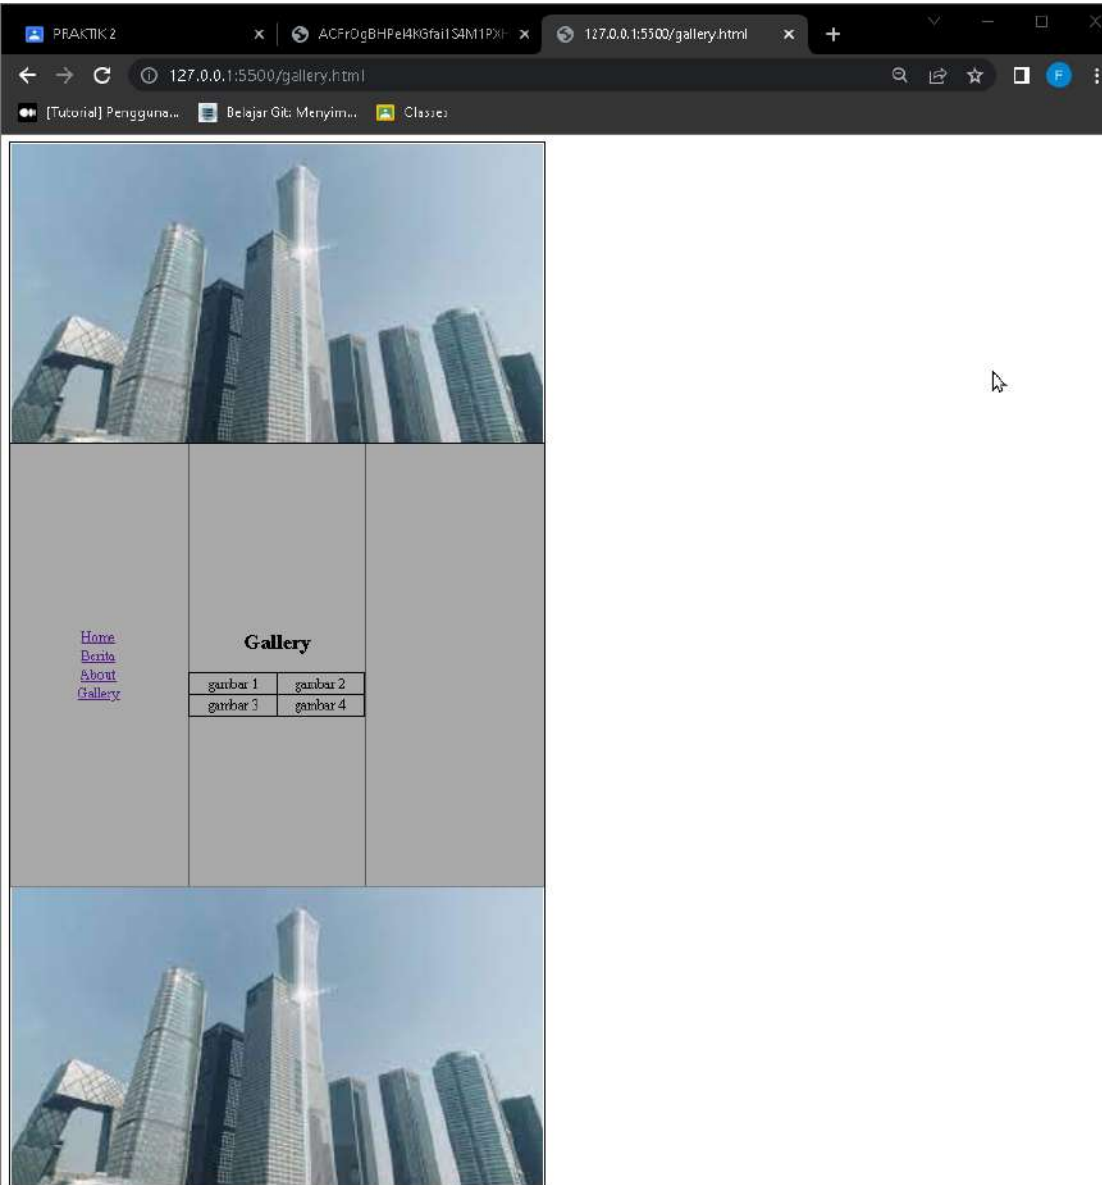 PRAKTIK 2
127.0.0.1:5500/gallery.html
127.0.0.1:5500/gallery.html
F
[Tutorial] Pengguna...
Belajar Git: Menyim...
Classes
Home
Berita
About
Gallery
Gallery
gambar 1 gambar 2
gambar 3 gambar 4